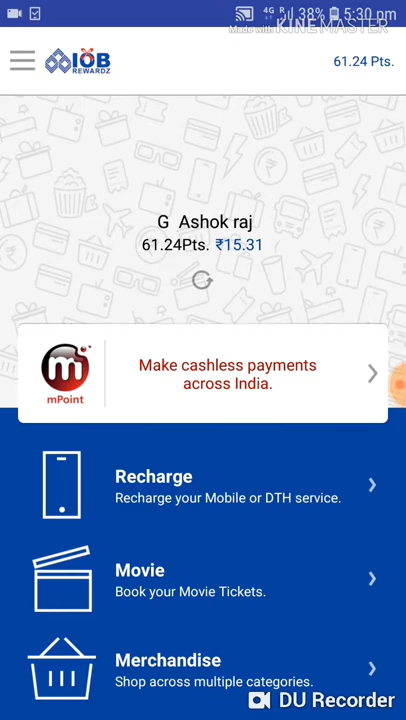 4G R 38% 5:30 pm
Made with KINEMASTER
IOB
REWARDZ
61.24 Pts.
G Ashok raj
61.24Pts. ₹15.31
m
mPoint
Make cashless payments
across India.
Recharge
Recharge your Mobile or DTH service.
Movie
Book your Movie Tickets.
Merchandise
Shop across multiple categories.
DU Recorder